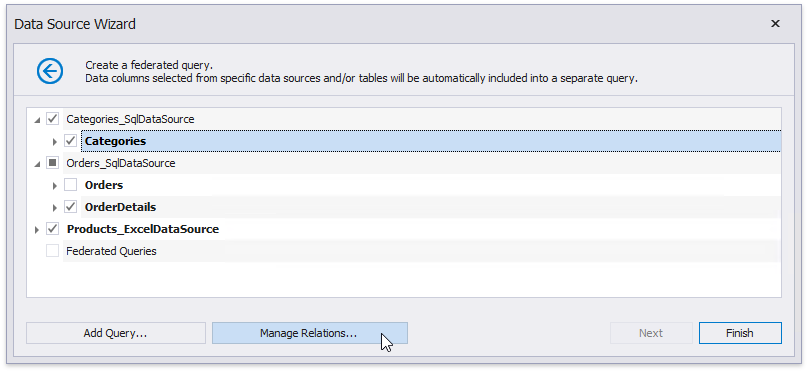 Data Source Wizard
Create a federated query.
Data columns selected from specific data sources and/or tables will be automatically included into a separate query.
Categories_SqlDataSource
Categories
Orders_SqlDataSource
Orders
OrderDetails
Products_ExcelDataSource
Federated Queries
Add Query... Manage Relations... Next Finish